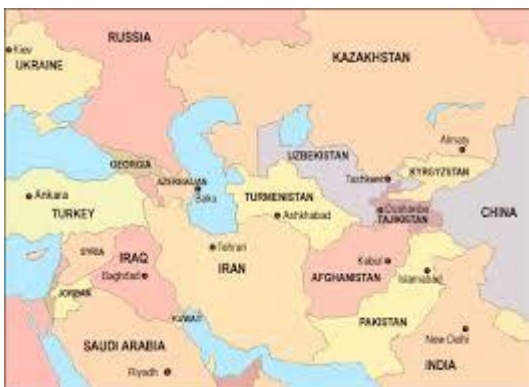 RUSSIA
Kiev
UKRAINE
KAZAKHSTAN
Almaty
UZBEKISTAN
GEORGIA
KYRGYZSTAN
Tashkent
AZERBAIJAN
Baku
TURMENISTAN
Dushanbe
TAJIKISTAN
Ankara
Ashkhabad
CHINA
TURKEY
Tehran
SYRIA
IRAQ
Kabul
IRAN
Baghdad
AFGHANISTAN
Islamabad
JORDAN
KUWAIT
PAKISTAN
New Delhi
SAUDI ARABIA
INDIA
Riyadh